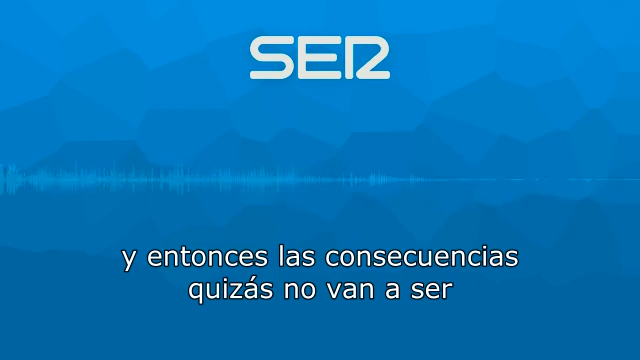 SER
y entonces las consecuencias
quizás no van a ser